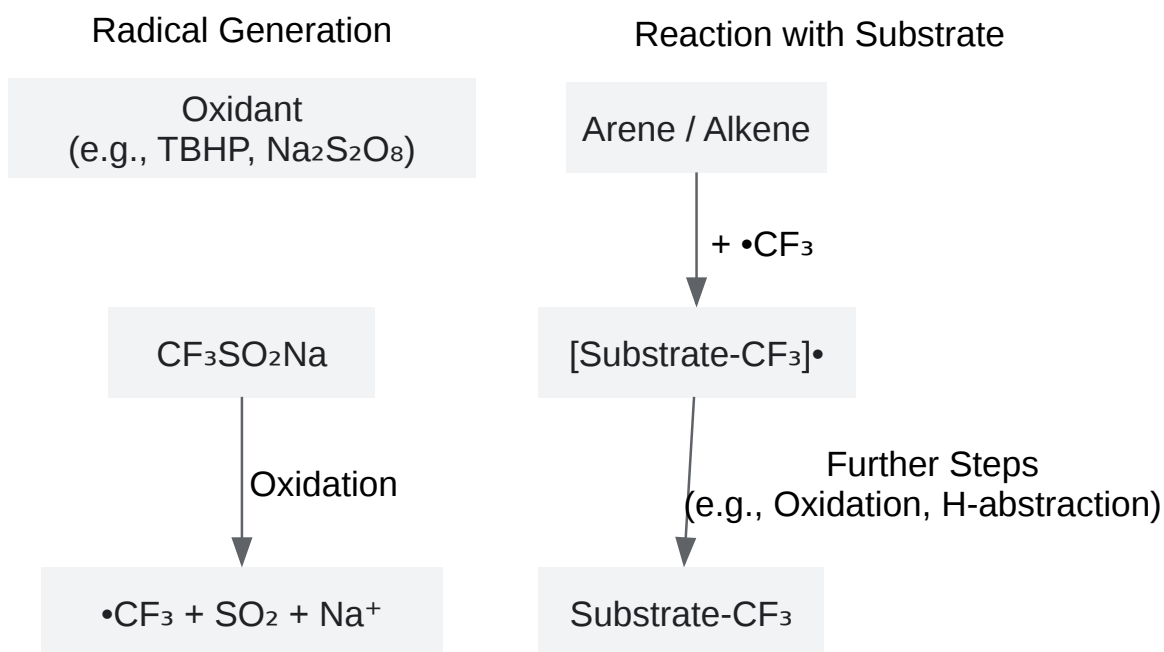 Radical Generation
Oxidant
(e.g., TBHP, Na₂S₂O₈)
CF₃SO₂Na
Oxidation
•CF₃ + SO₂ + Na⁺
Reaction with Substrate
Arene / Alkene
+ •CF₃
[Substrate-CF₃]•
Further Steps
(e.g., Oxidation, H-abstraction)
Substrate-CF₃